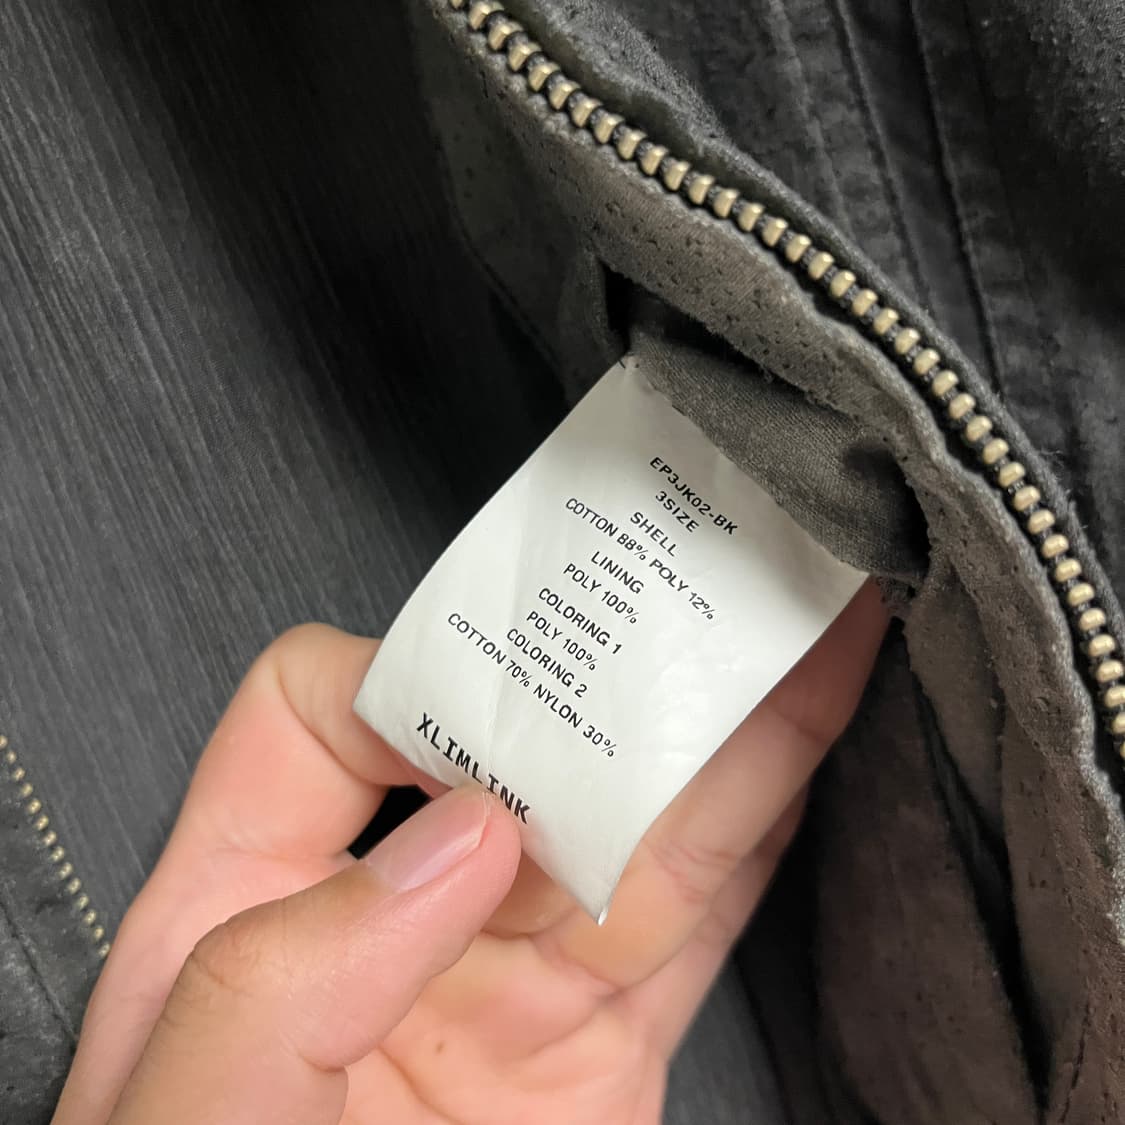 EP3JK02-BK
3SIZE
SHELL
COTTON 88% POLY 12%
LINING
POLY 100%
COLORING 1
POLY 100%
COLORING 2
COTTON 70% NYLON 30%
XLIMLINK